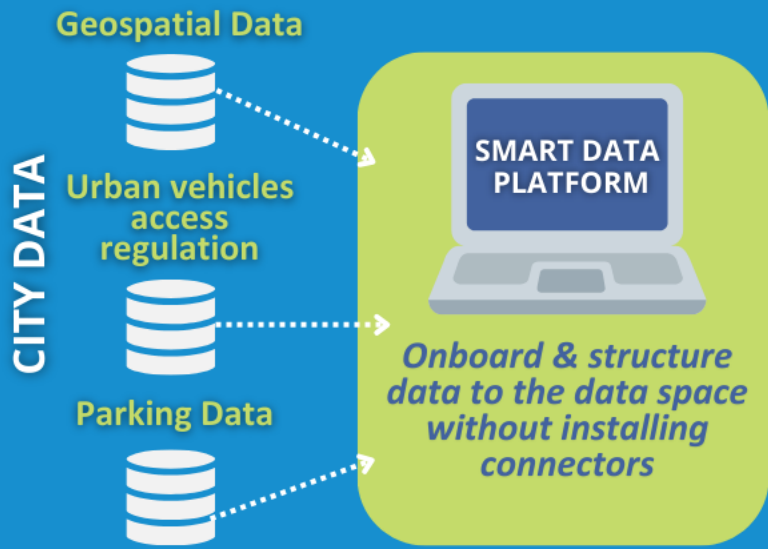 Geospatial Data
CITY DATA
Urban vehicles
access
regulation
Parking Data
SMART DATA
PLATFORM
Onboard & structure
data to the data space
without installing
connectors